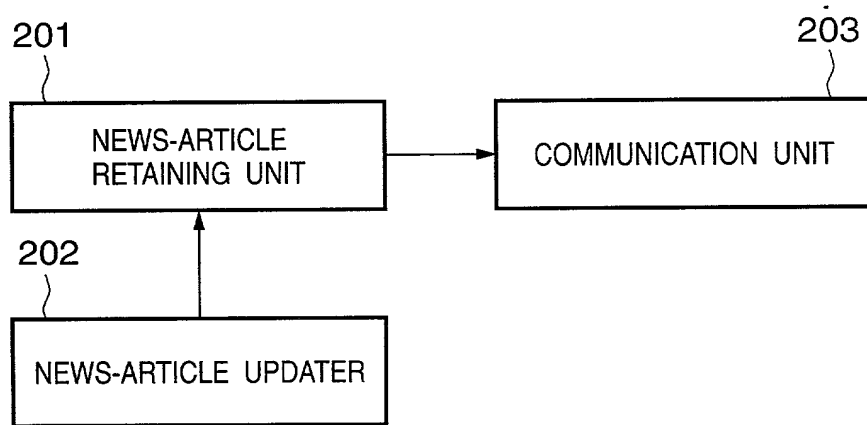 201
203
NEWS-ARTICLE
RETAINING UNIT
COMMUNICATION UNIT
202
NEWS-ARTICLE UPDATER